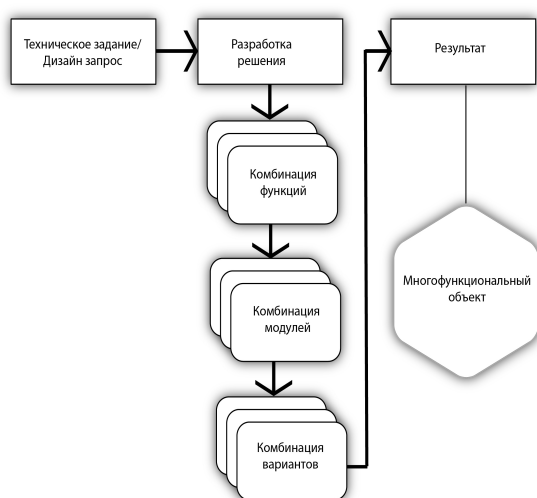 Техническое задание/
Дизайн запрос
Разработка
решения
Результат
Комбинация
функций
Комбинация
модулей
Комбинация
вариантов
Многофункциональный
объект